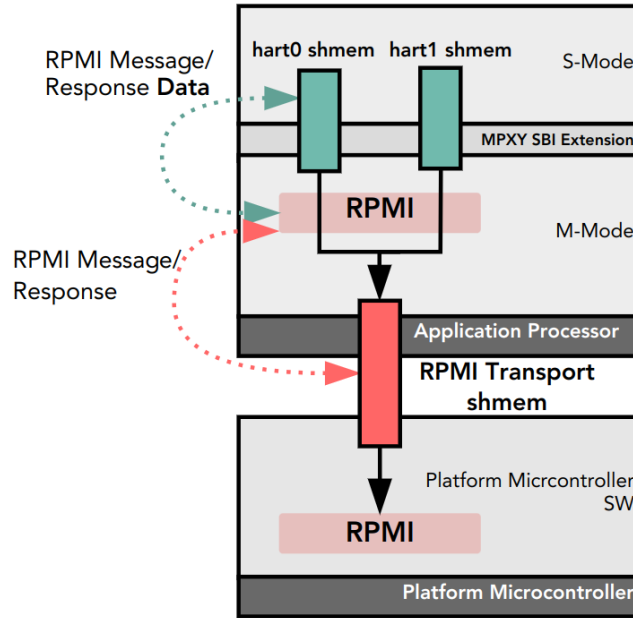 RPMI Message/
Response Data
hart0 shmem
hart1 shmem
S-Mode
MPXY SBI Extension
RPMI
M-Mode
RPMI Message/
Response
Application Processor
RPMI Transport
shmem
Platform Micrcontroller
SW
RPMI
Platform Microcontroller